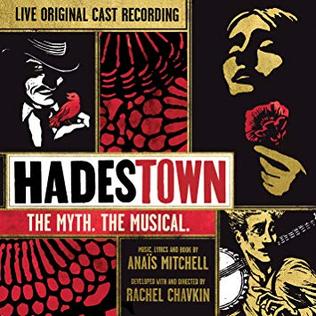 LIVE ORIGINAL CAST RECORDING
HADESTOWN
THE MYTH. THE MUSICAL.
MUSIC, LYRICS AND BOOK BY
ANAÏS MITCHELL
DEVELOPED WITH AND DIRECTED BY
RACHEL CHAVKIN